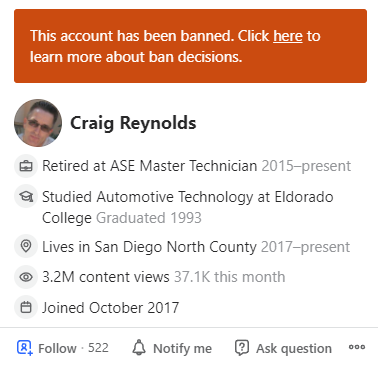 This account has been banned. Click here to
learn more about ban decisions.
Craig Reynolds
Retired at ASE Master Technician 2015–present
Studied Automotive Technology at Eldorado
College Graduated 1993
Lives in San Diego North County 2017–present
3.2M content views 37.1K this month
Joined October 2017
Follow · 522 Notify me Ask question